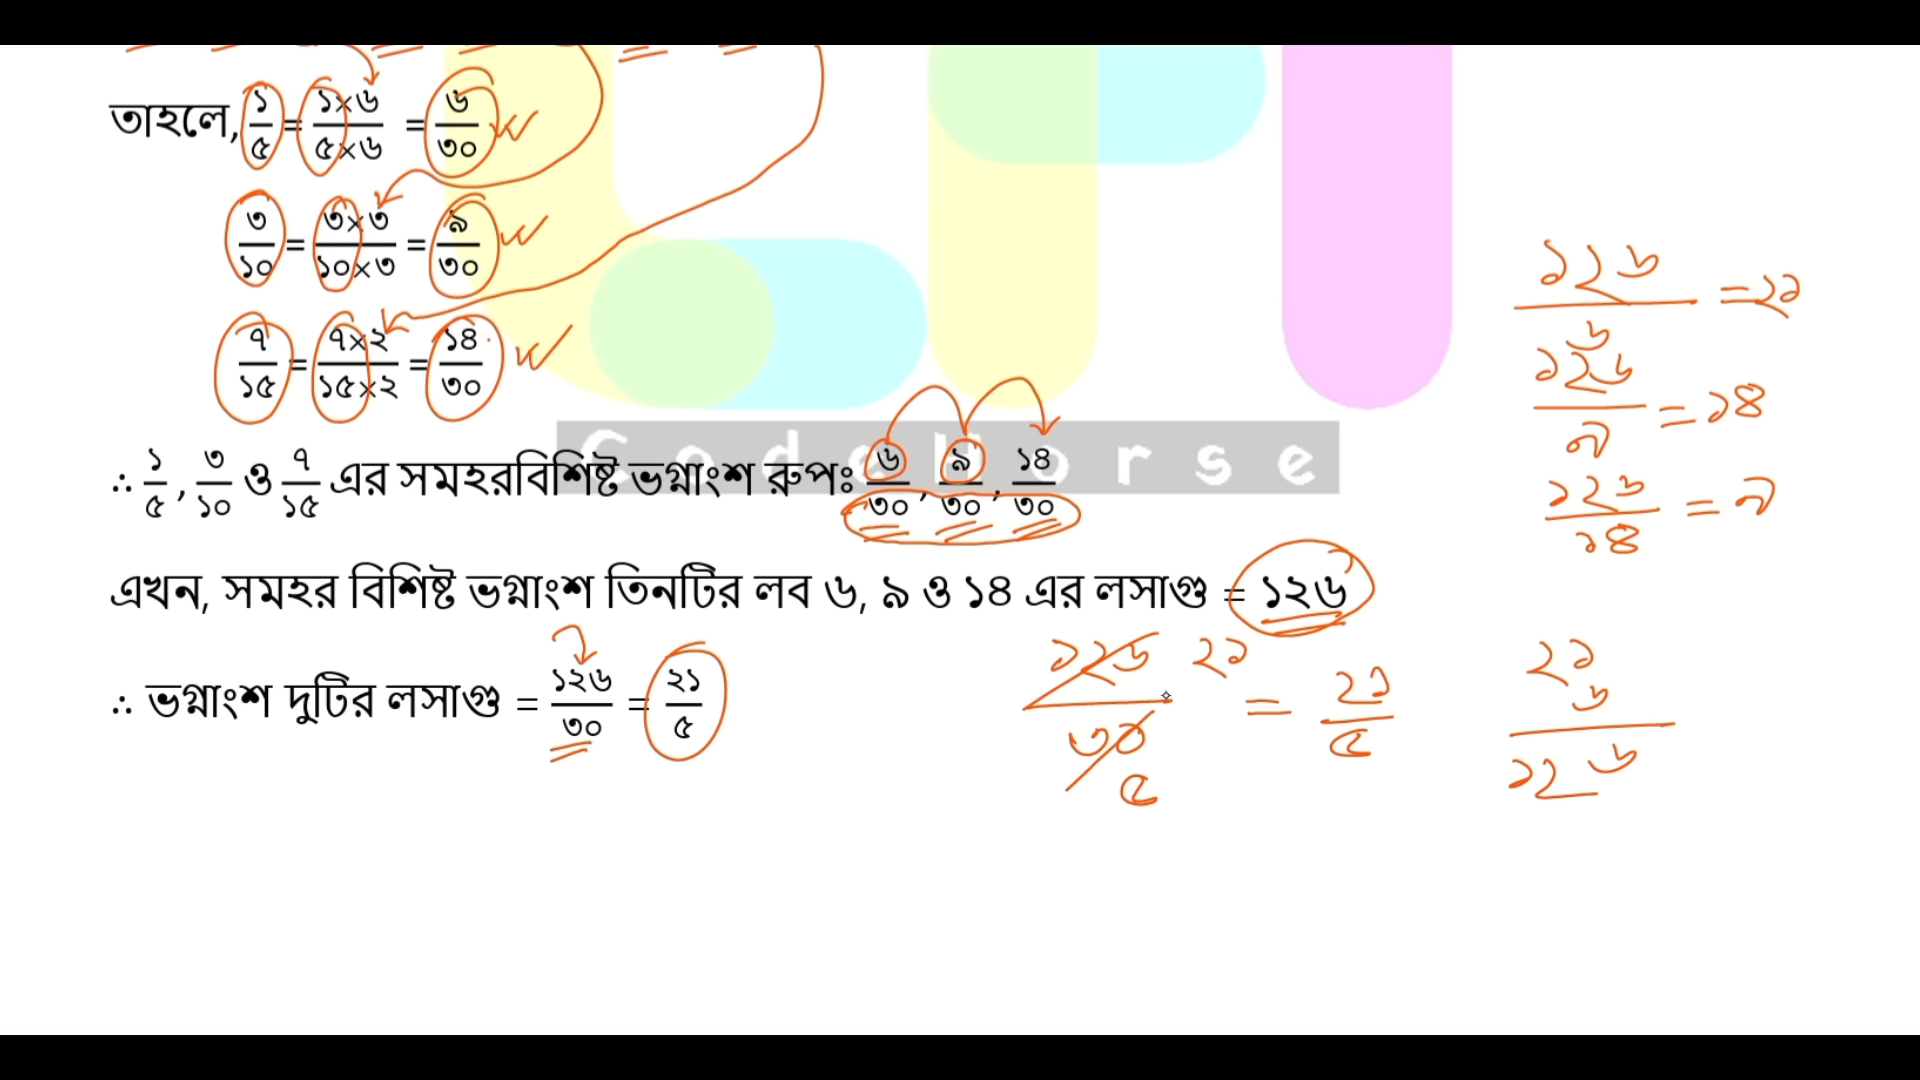 তাহলে, ১/৫ = ১×৬/৫×৬ = ৬/৩০
৩/১০ = ৩×৩/১০×৩ = ৯/৩০
৭/১৫ = ৭×২/১৫×২ = ১৪/৩০
১২৬/৬ = ২১
১২৬/৯ = ১৪
১২৬/১৪ = ৯
CodeHorse
∴ ১/৫ , ৩/১০ ও ৭/১৫ এর সমহরবিশিষ্ট ভগ্নাংশ রুপঃ ৬/৩০ , ৯/৩০ , ১৪/৩০
এখন, সমহর বিশিষ্ট ভগ্নাংশ তিনটির লব ৬, ৯ ও ১৪ এর লসাগু = ১২৬
∴ ভগ্নাংশ দুটির লসাগু = ১২৬/৩০ = ২১/৫
১২৬ ২১/৩০ ৫ = ২১/৫
২১
৬
১২৬